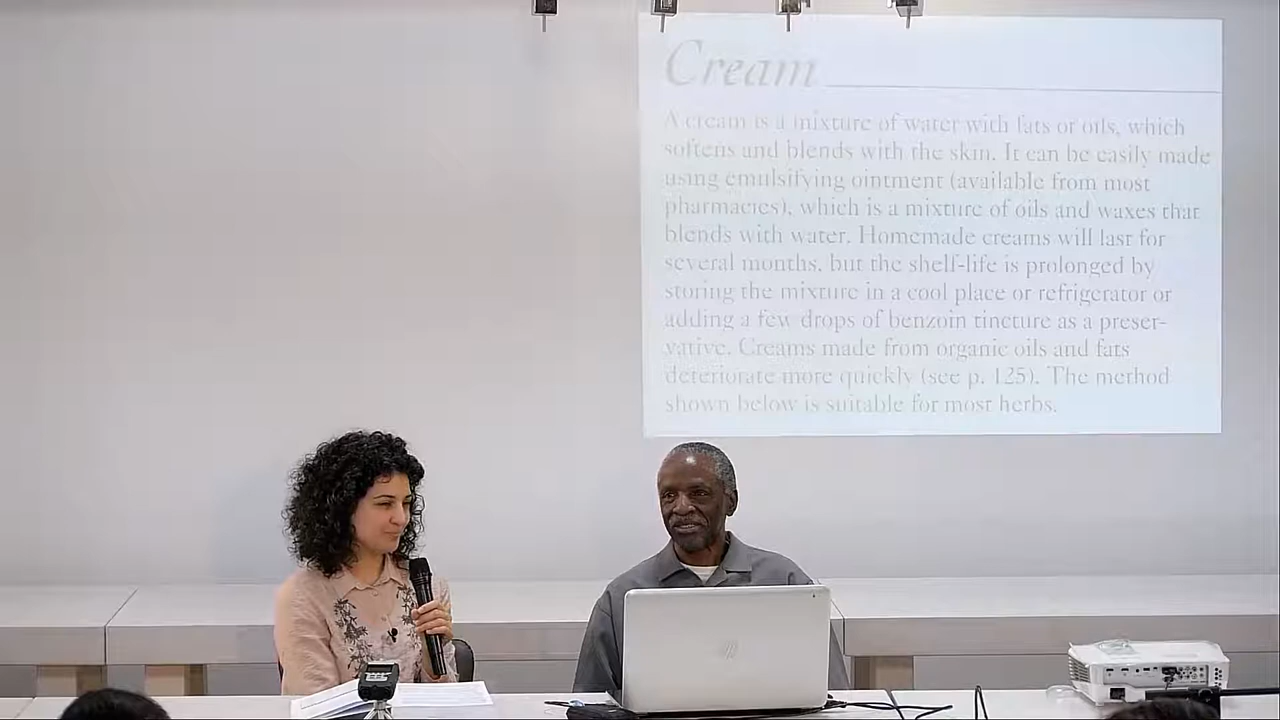 Cream
A cream is a mixture of water with fats or oils, which
softens and blends with the skin. It can be easily made
using emulsifying ointment (available from most
pharmacies), which is a mixture of oils and waxes that
blends with water. Homemade creams will last for
several months, but the shelf-life is prolonged by
storing the mixture in a cool place or refrigerator or
adding a few drops of benzoin tincture as a preser-
vative. Creams made from organic oils and fats
deteriorate more quickly (see p. 125). The method
shown below is suitable for most herbs.
hp